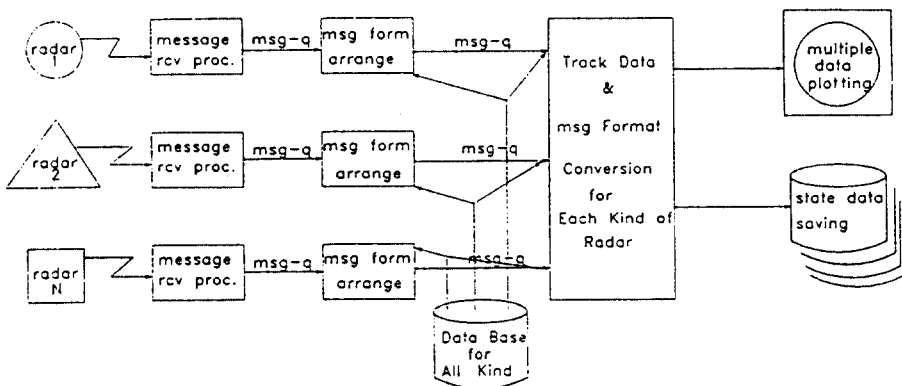 radar
1
message
rcv proc.
msg-q
msg form
arrange
msg-q
radar
2
message
rcv proc.
msg-q
msg form
arrange
msg-q
radar
N
message
rcv proc.
msg-q
msg form
arrange
msg-q
Track Data
&
msg Format
Conversion
for
Each Kind of
Radar
multiple
data
plotting
state data
saving
Data Base
for
All Kind